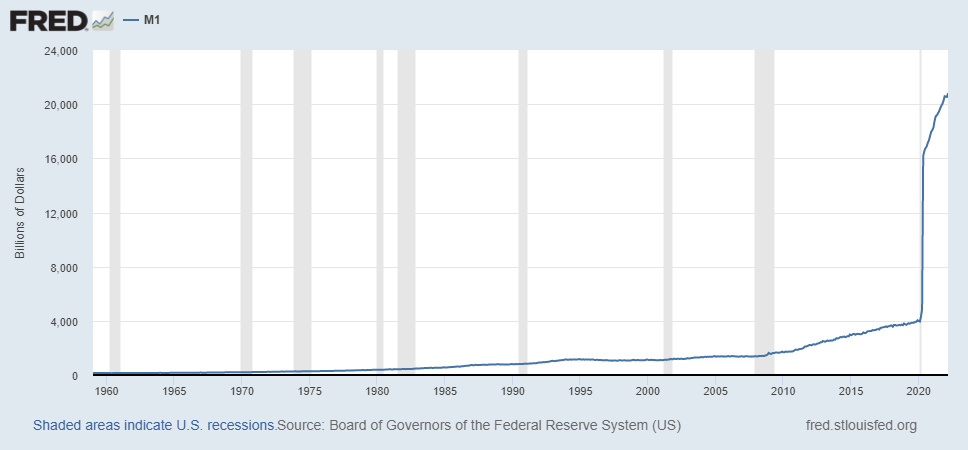 FRED M1
24,000
20,000
16,000
12,000
8,000
4,000
0
Billions of Dollars
1960 1965 1970 1975 1980 1985 1990 1995 2000 2005 2010 2015 2020
Shaded areas indicate U.S. recessions.Source: Board of Governors of the Federal Reserve System (US) fred.stlouisfed.org